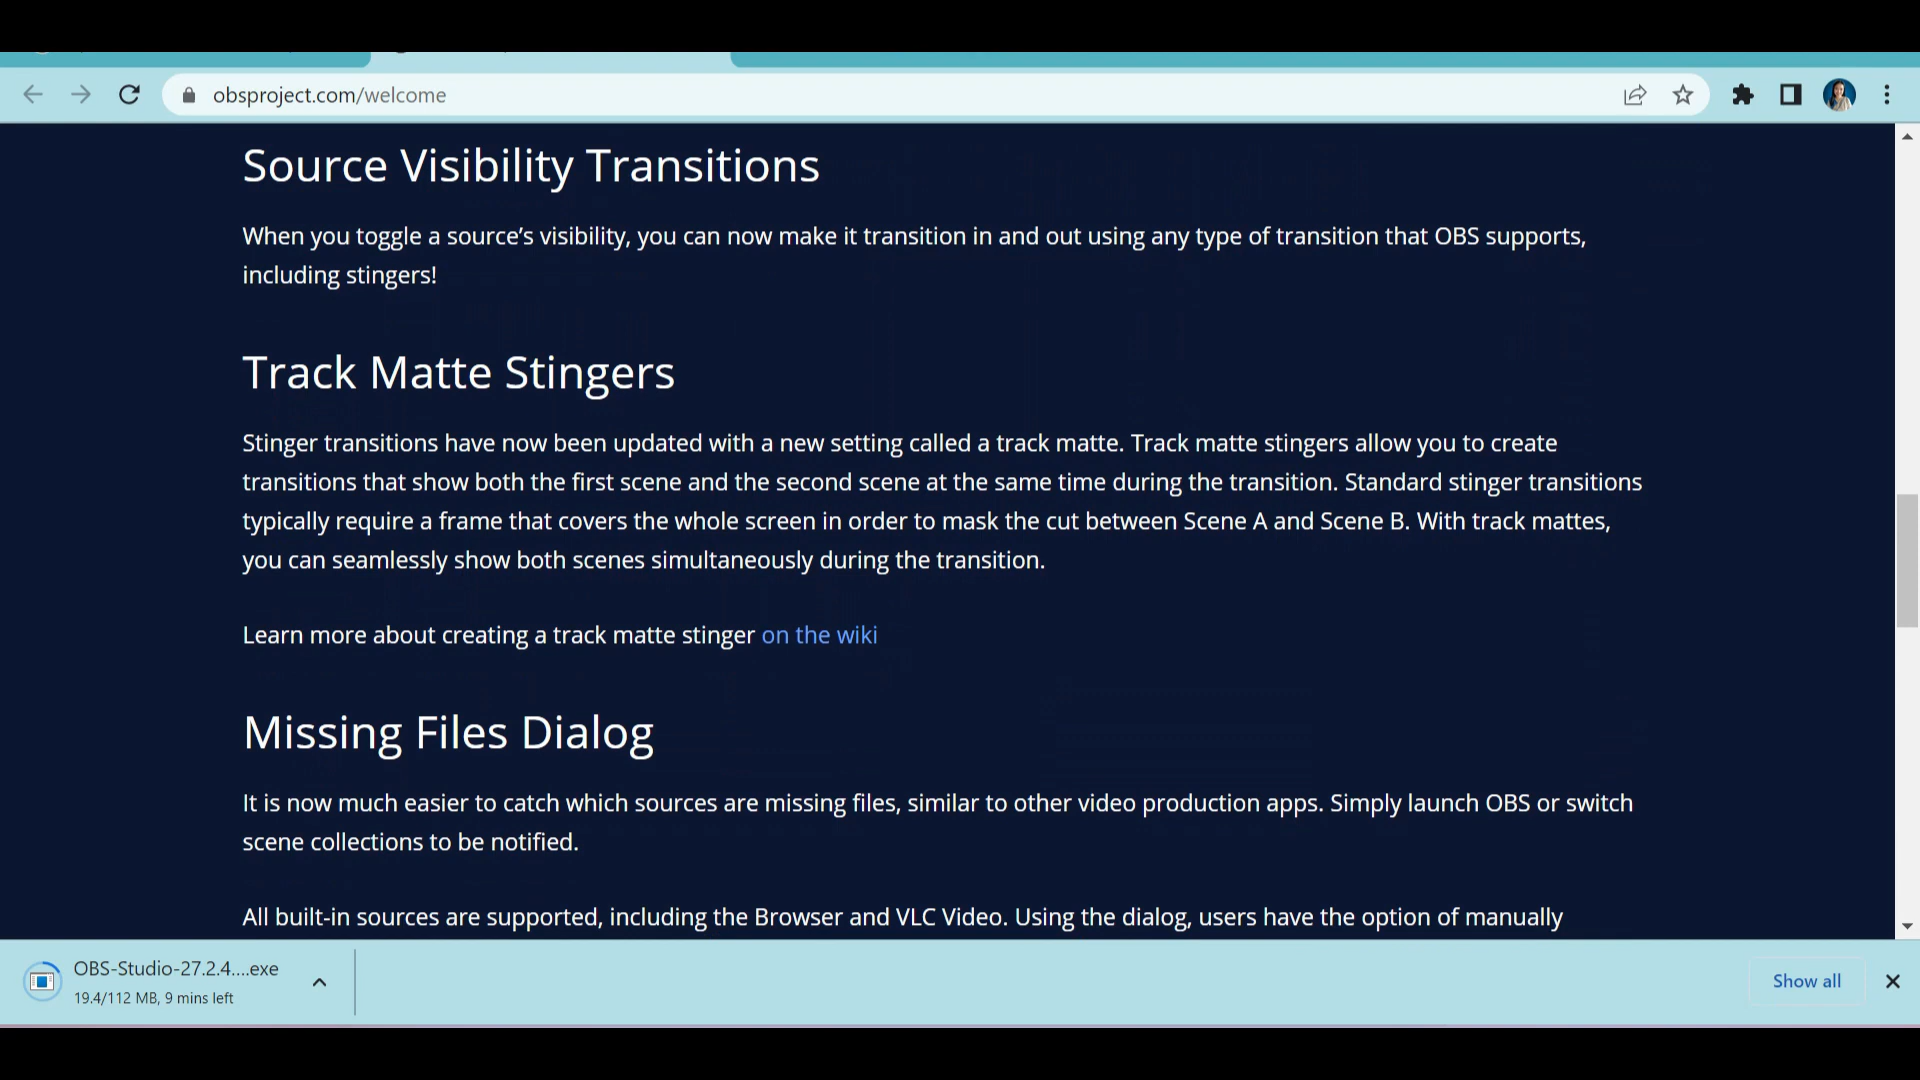 obsproject.com/welcome
Source Visibility Transitions
When you toggle a source’s visibility, you can now make it transition in and out using any type of transition that OBS supports,
including stingers!
Track Matte Stingers
Stinger transitions have now been updated with a new setting called a track matte. Track matte stingers allow you to create
transitions that show both the first scene and the second scene at the same time during the transition. Standard stinger transitions
typically require a frame that covers the whole screen in order to mask the cut between Scene A and Scene B. With track mattes,
you can seamlessly show both scenes simultaneously during the transition.
Learn more about creating a track matte stinger on the wiki
Missing Files Dialog
It is now much easier to catch which sources are missing files, similar to other video production apps. Simply launch OBS or switch
scene collections to be notified.
All built-in sources are supported, including the Browser and VLC Video. Using the dialog, users have the option of manually
OBS-Studio-27.2.4....exe
19.4/112 MB, 9 mins left
Show all